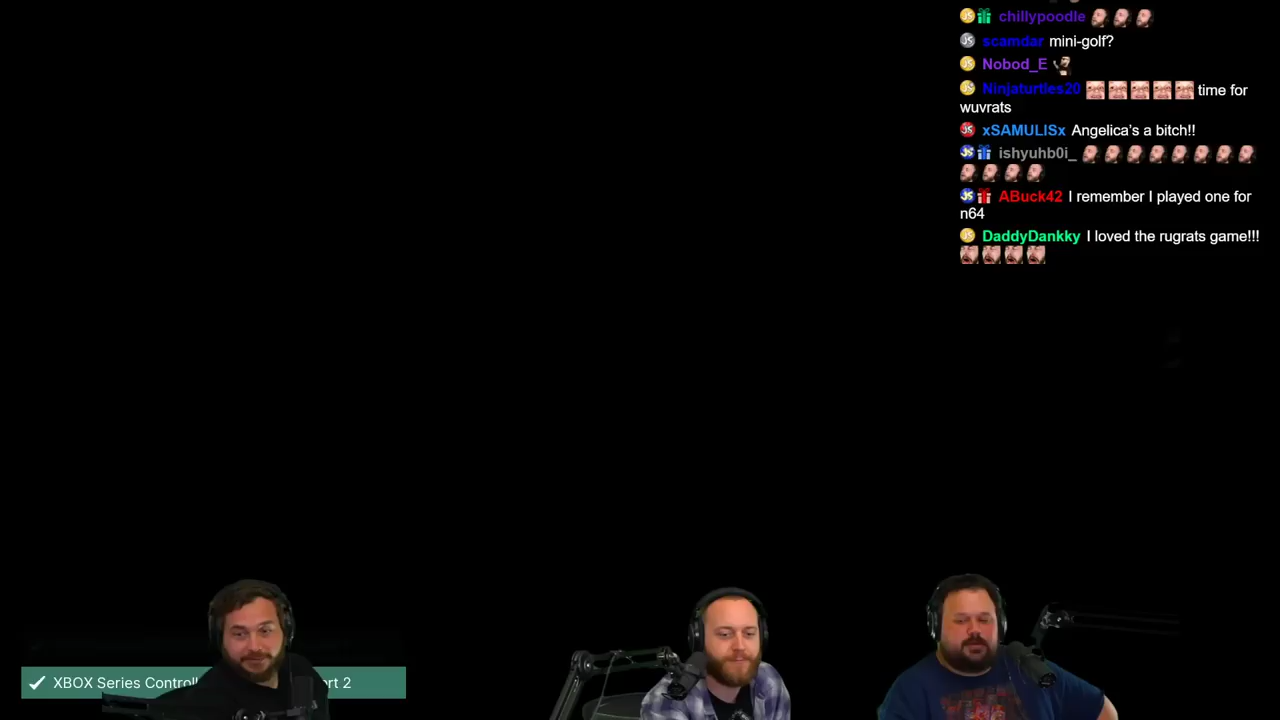 chillypoodle
scamdar mini-golf?
Nobod_E
Ninjaturtles20 time for
wuvrats
xSAMULISx Angelica's a bitch!!
ishyuhb0i_
ABuck42 I remember I played one for
n64
DaddyDankky I loved the rugrats game!!!
XBOX Series Controll rt 2